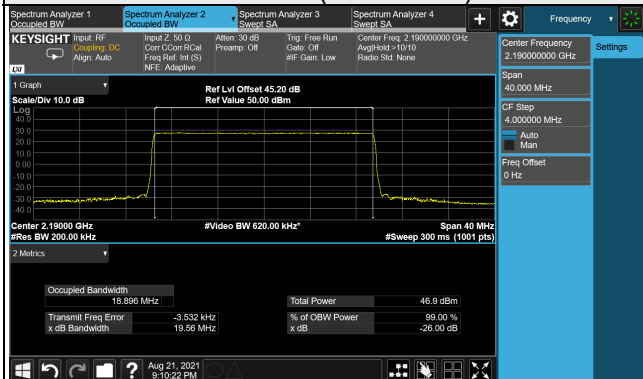 Spectrum Analyzer 1
Occupied BW
Spectrum Analyzer 2
Occupied BW
Spectrum Analyzer 3
Swept SA
Spectrum Analyzer 4
Swept SA
+
Frequency
KEYSIGHT
LXI
Input: RF
Coupling: DC
Align: Auto
Input Z: 50 Ω
Corr CCorr RCal
Freq Ref: Int (S)
NFE: Adaptive
Atten: 30 dB
Preamp: Off
Trig: Free Run
Gate: Off
#IF Gain: Low
Center Freq: 2.190000000 GHz
Avg|Hold:>10/10
Radio Std: None
Center Frequency
2.190000000 GHz
Settings
Span
40.000 MHz
CF Step
4.000000 MHz
Auto
Man
Freq Offset
0 Hz
1 Graph
Scale/Div 10.0 dB
Ref Lvl Offset 45.20 dB
Ref Value 50.00 dBm
Log
40.0
30.0
20.0
10.0
0.00
-10.0
-20.0
-30.0
-40.0
Center 2.19000 GHz
#Res BW 200.00 kHz
#Video BW 620.00 kHz*
Span 40 MHz
#Sweep 300 ms (1001 pts)
2 Metrics
Occupied Bandwidth
18.896 MHz
Total Power 46.9 dBm
Transmit Freq Error -3.532 kHz
% of OBW Power 99.00 %
x dB Bandwidth 19.56 MHz
x dB -26.00 dB
?
Aug 21, 2021
9:10:22 PM